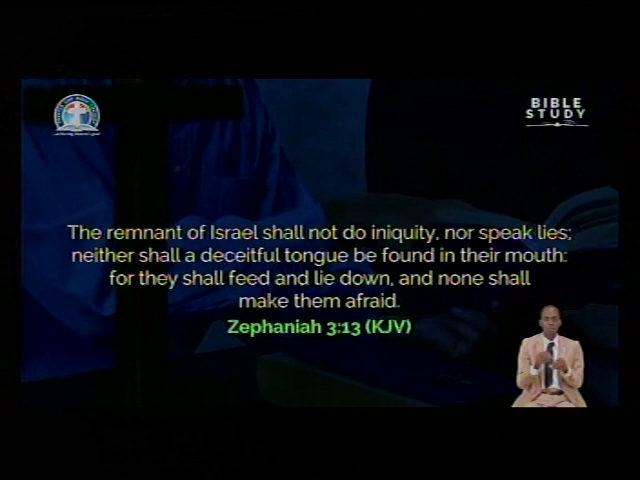 BIBLE
STUDY
The remnant of Israel shall not do iniquity, nor speak lies;
neither shall a deceitful tongue be found in their mouth:
for they shall feed and lie down, and none shall
make them afraid.
Zephaniah 3:13 (KJV)